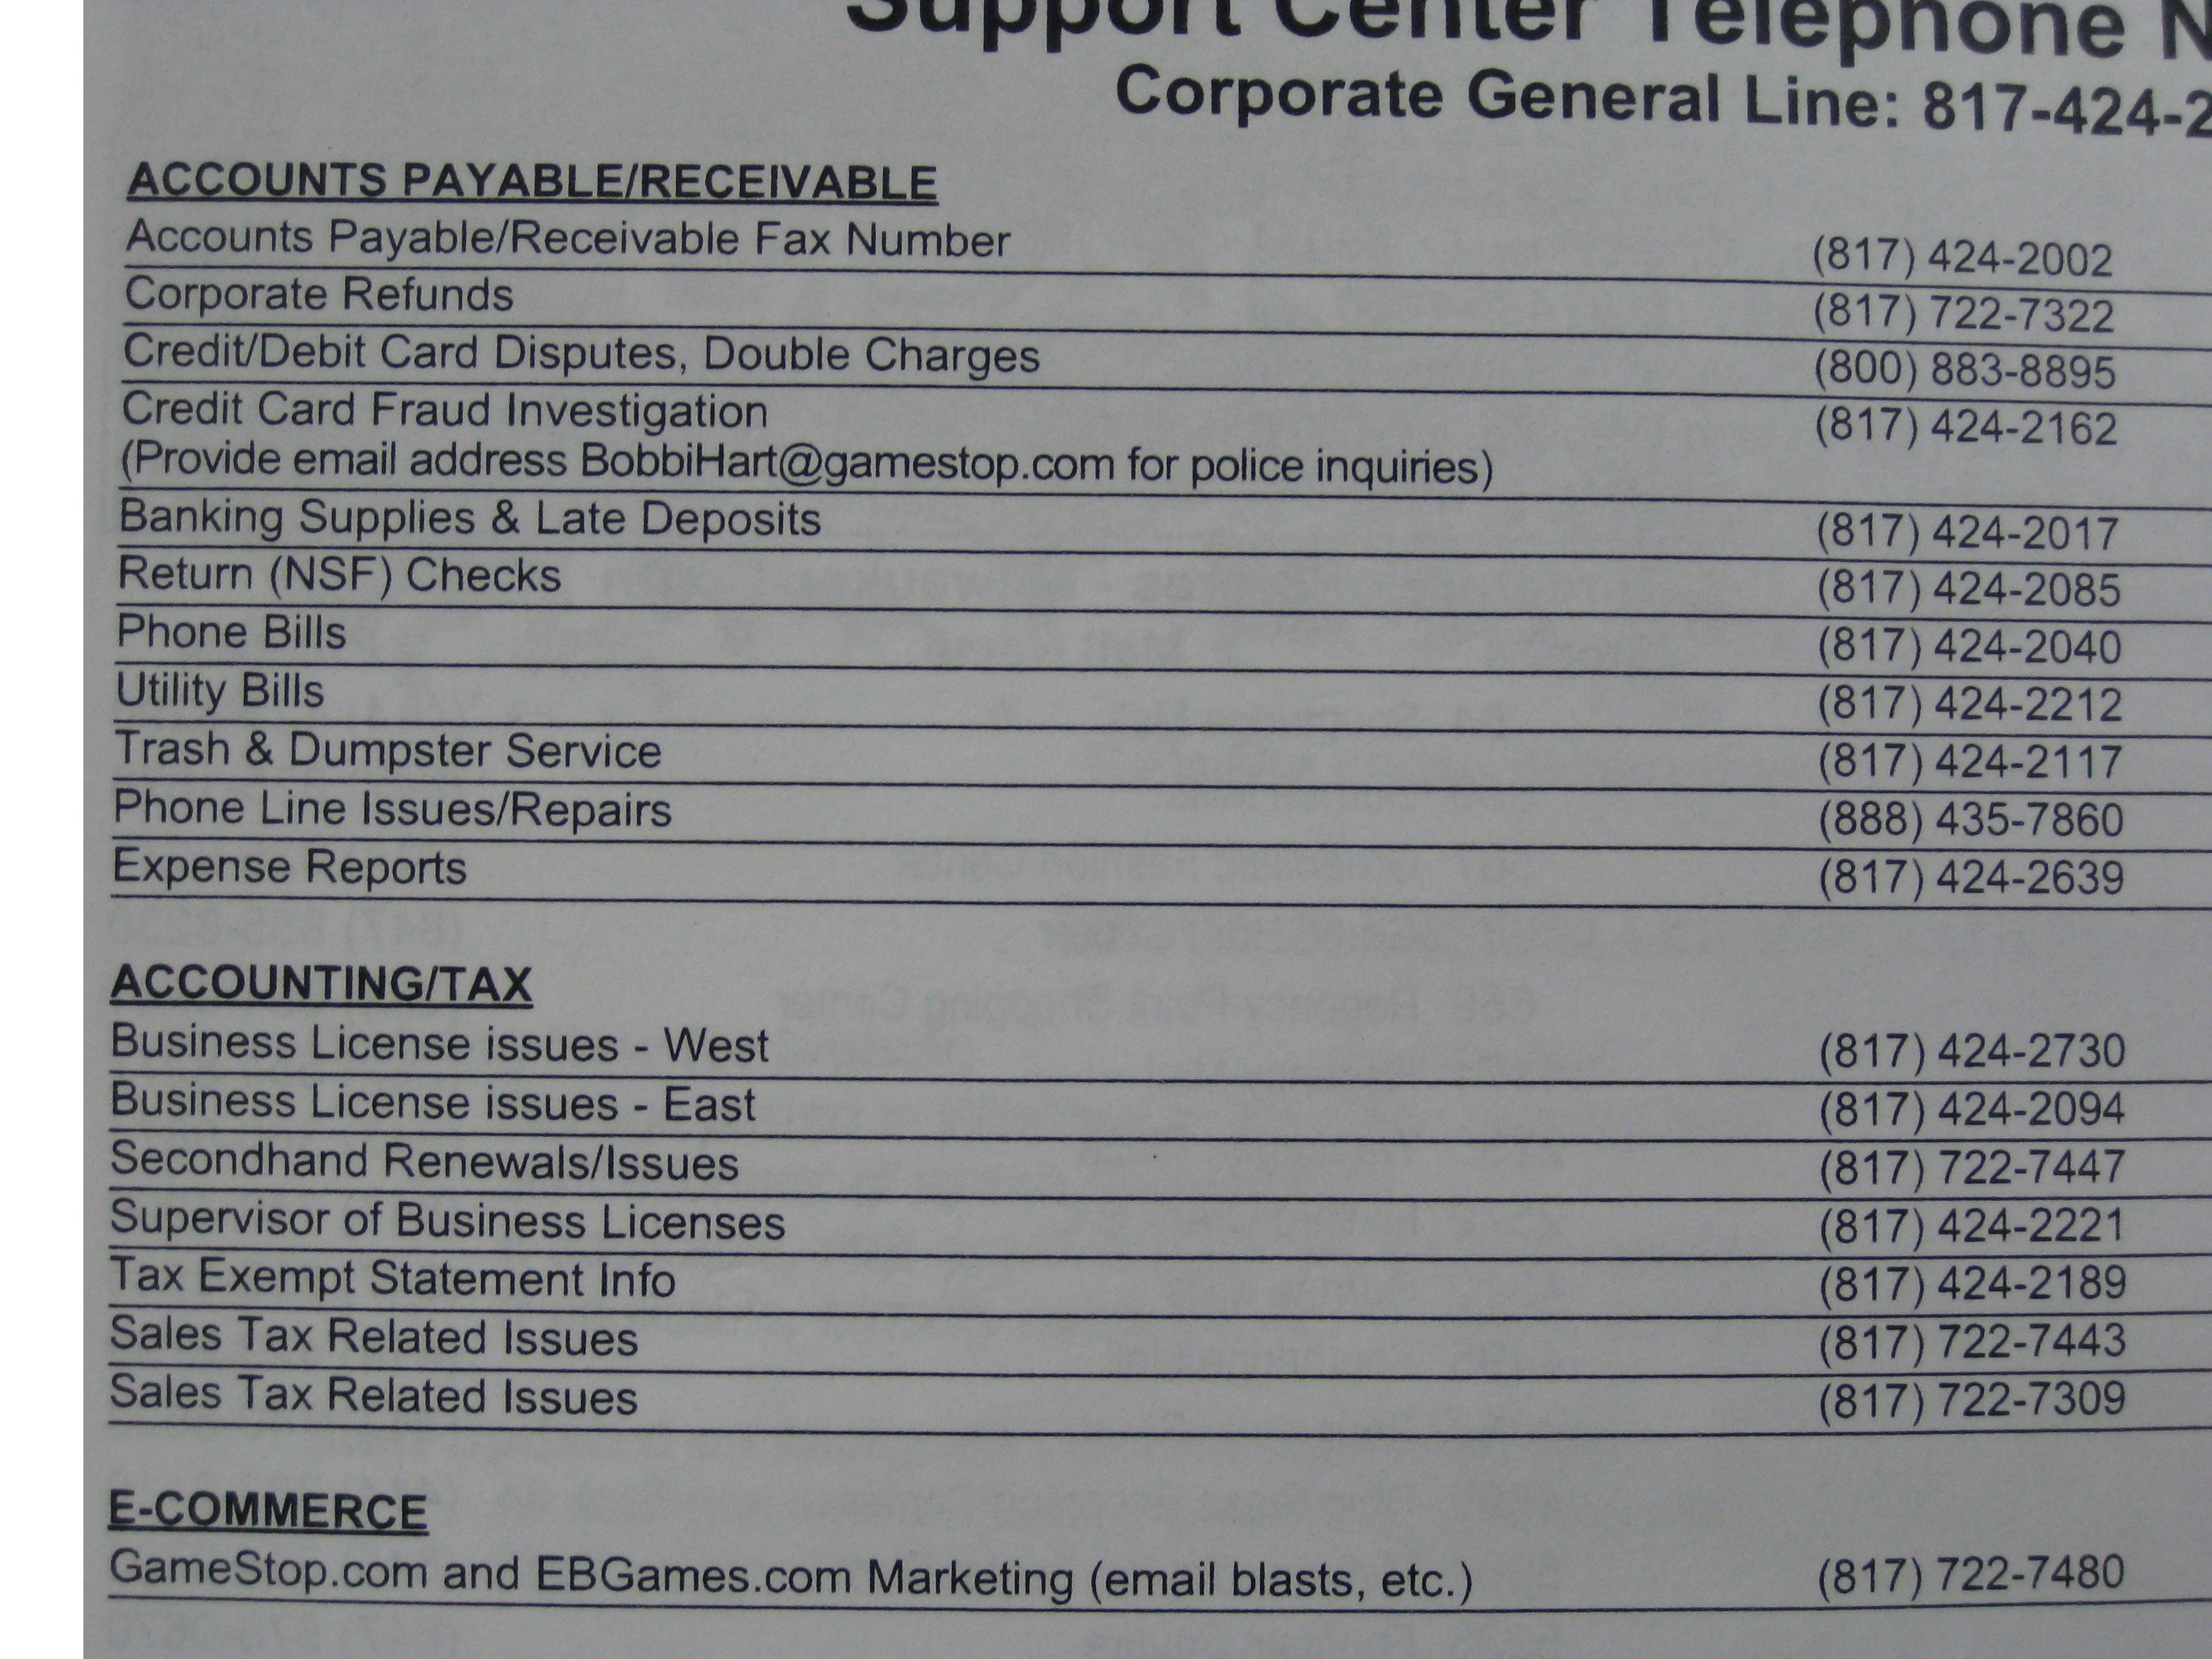 Support Center Telephone N
Corporate General Line: 817-424-2
ACCOUNTS PAYABLE/RECEIVABLE
Accounts Payable/Receivable Fax Number (817) 424-2002
Corporate Refunds (817) 722-7322
Credit/Debit Card Disputes, Double Charges (800) 883-8895
Credit Card Fraud Investigation (817) 424-2162
(Provide email address BobbiHart@gamestop.com for police inquiries)
Banking Supplies & Late Deposits (817) 424-2017
Return (NSF) Checks (817) 424-2085
Phone Bills (817) 424-2040
Utility Bills (817) 424-2212
Trash & Dumpster Service (817) 424-2117
Phone Line Issues/Repairs (888) 435-7860
Expense Reports (817) 424-2639
ACCOUNTING/TAX
Business License issues - West (817) 424-2730
Business License issues - East (817) 424-2094
Secondhand Renewals/Issues (817) 722-7447
Supervisor of Business Licenses (817) 424-2221
Tax Exempt Statement Info (817) 424-2189
Sales Tax Related Issues (817) 722-7443
Sales Tax Related Issues (817) 722-7309
E-COMMERCE
GameStop.com and EBGames.com Marketing (email blasts, etc.) (817) 722-7480